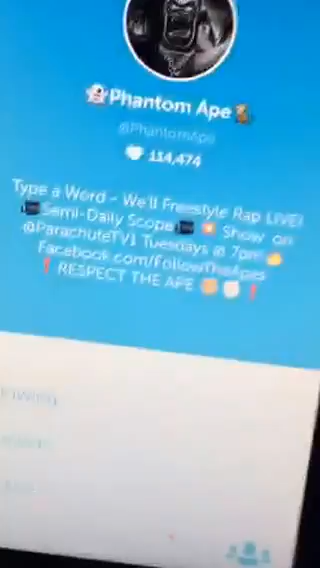 👻Phantom Ape🐒
@PhantomApe
114,474
Type a Word - We'll Freestyle Rap LIVE!
Semi-Daily Scope Show on
@ParachuteTV1 Tuesdays @ 7pm
Facebook.com/FollowTheApes
❗RESPECT THE APE ❗